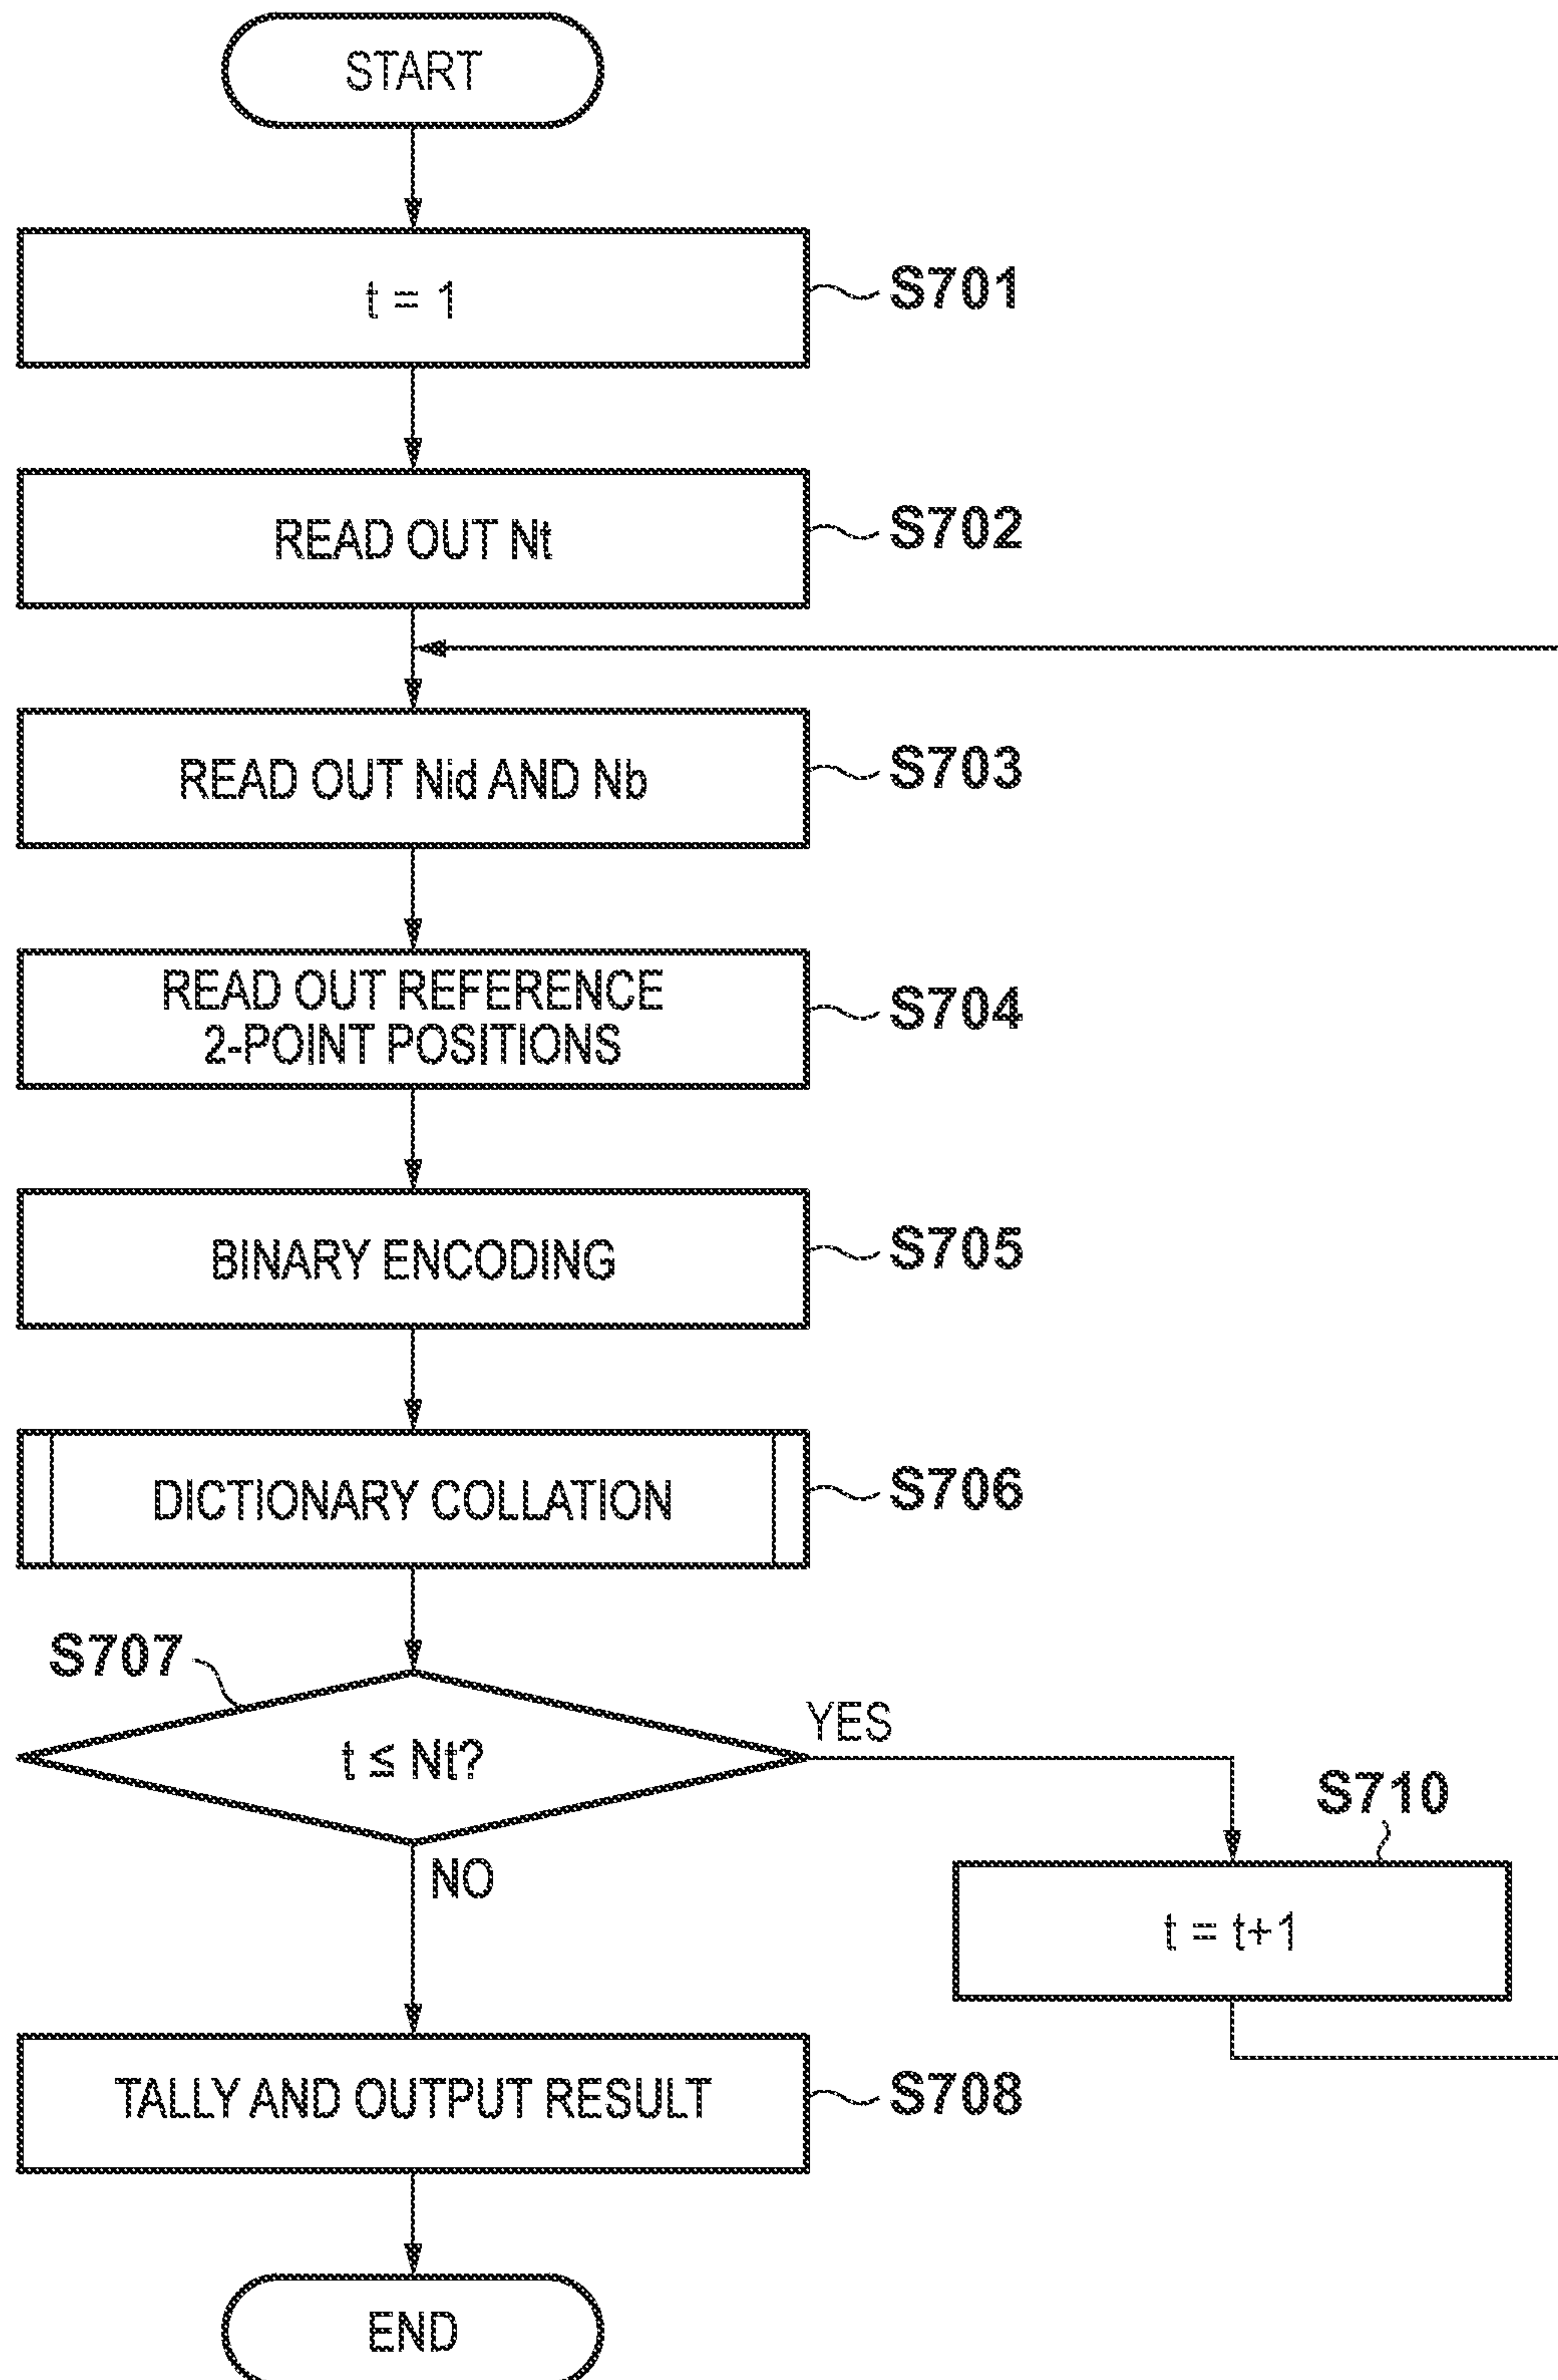 START
t = 1
S701
READ OUT Nt
S702
READ OUT Nid AND Nb
S703
READ OUT REFERENCE
2-POINT POSITIONS
S704
BINARY ENCODING
S705
DICTIONARY COLLATION
S706
S707
t ≤ Nt?
YES
S710
t = t+1
NO
TALLY AND OUTPUT RESULT
S708
END